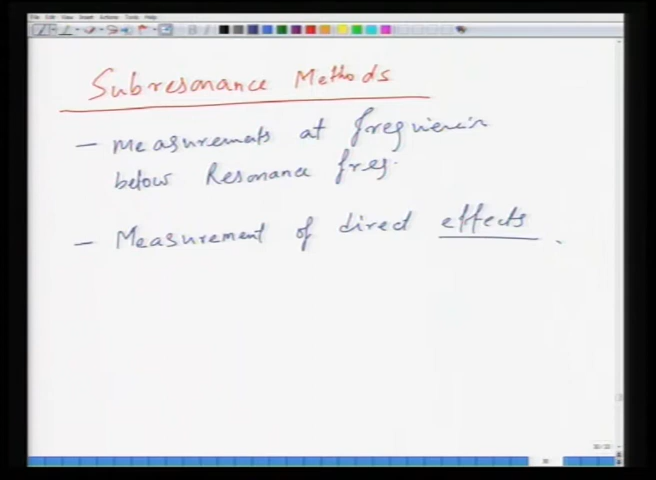 Subresonance Methods
- Measurements at frequencies
below Resonance freq.
- Measurement of direct effects.